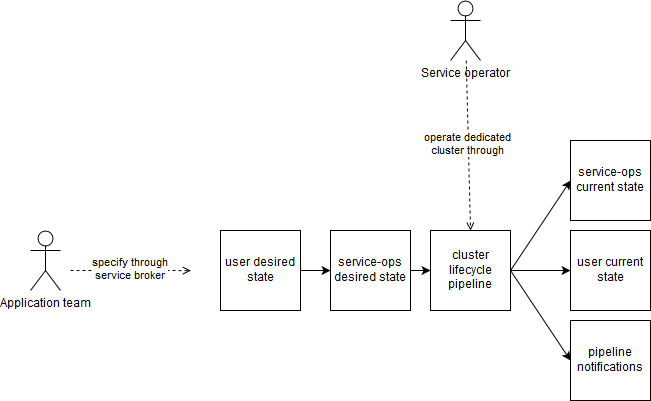 Service operator
operate dedicated
cluster through
service-ops
current state
Application team
specify through
service broker
user desired
state
service-ops
desired state
cluster
lifecycle
pipeline
user current
state
pipeline
notifications